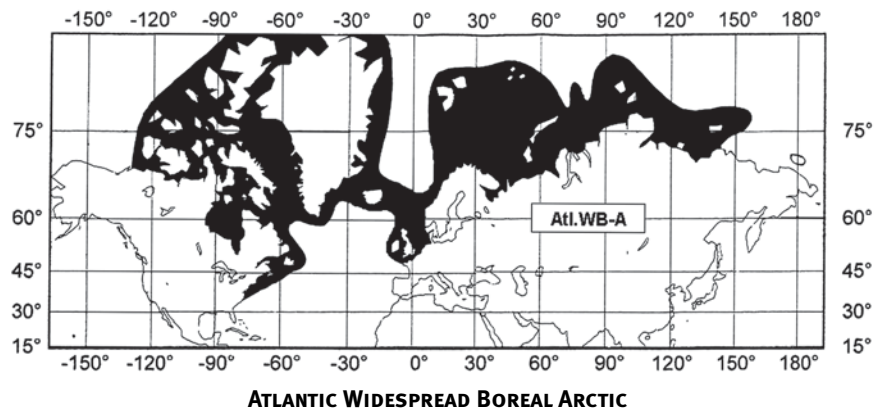 -150° -120° -90° -60° -30° 0° 30° 60° 90° 120° 150° 180°
75° 75°
60° Atl.WB-A 60°
45° 45°
30° 30°
15° 15°
-150° -120° -90° -60° -30° 0° 30° 60° 90° 120° 150° 180°
ATLANTIC WIDESPREAD BOREAL ARCTIC